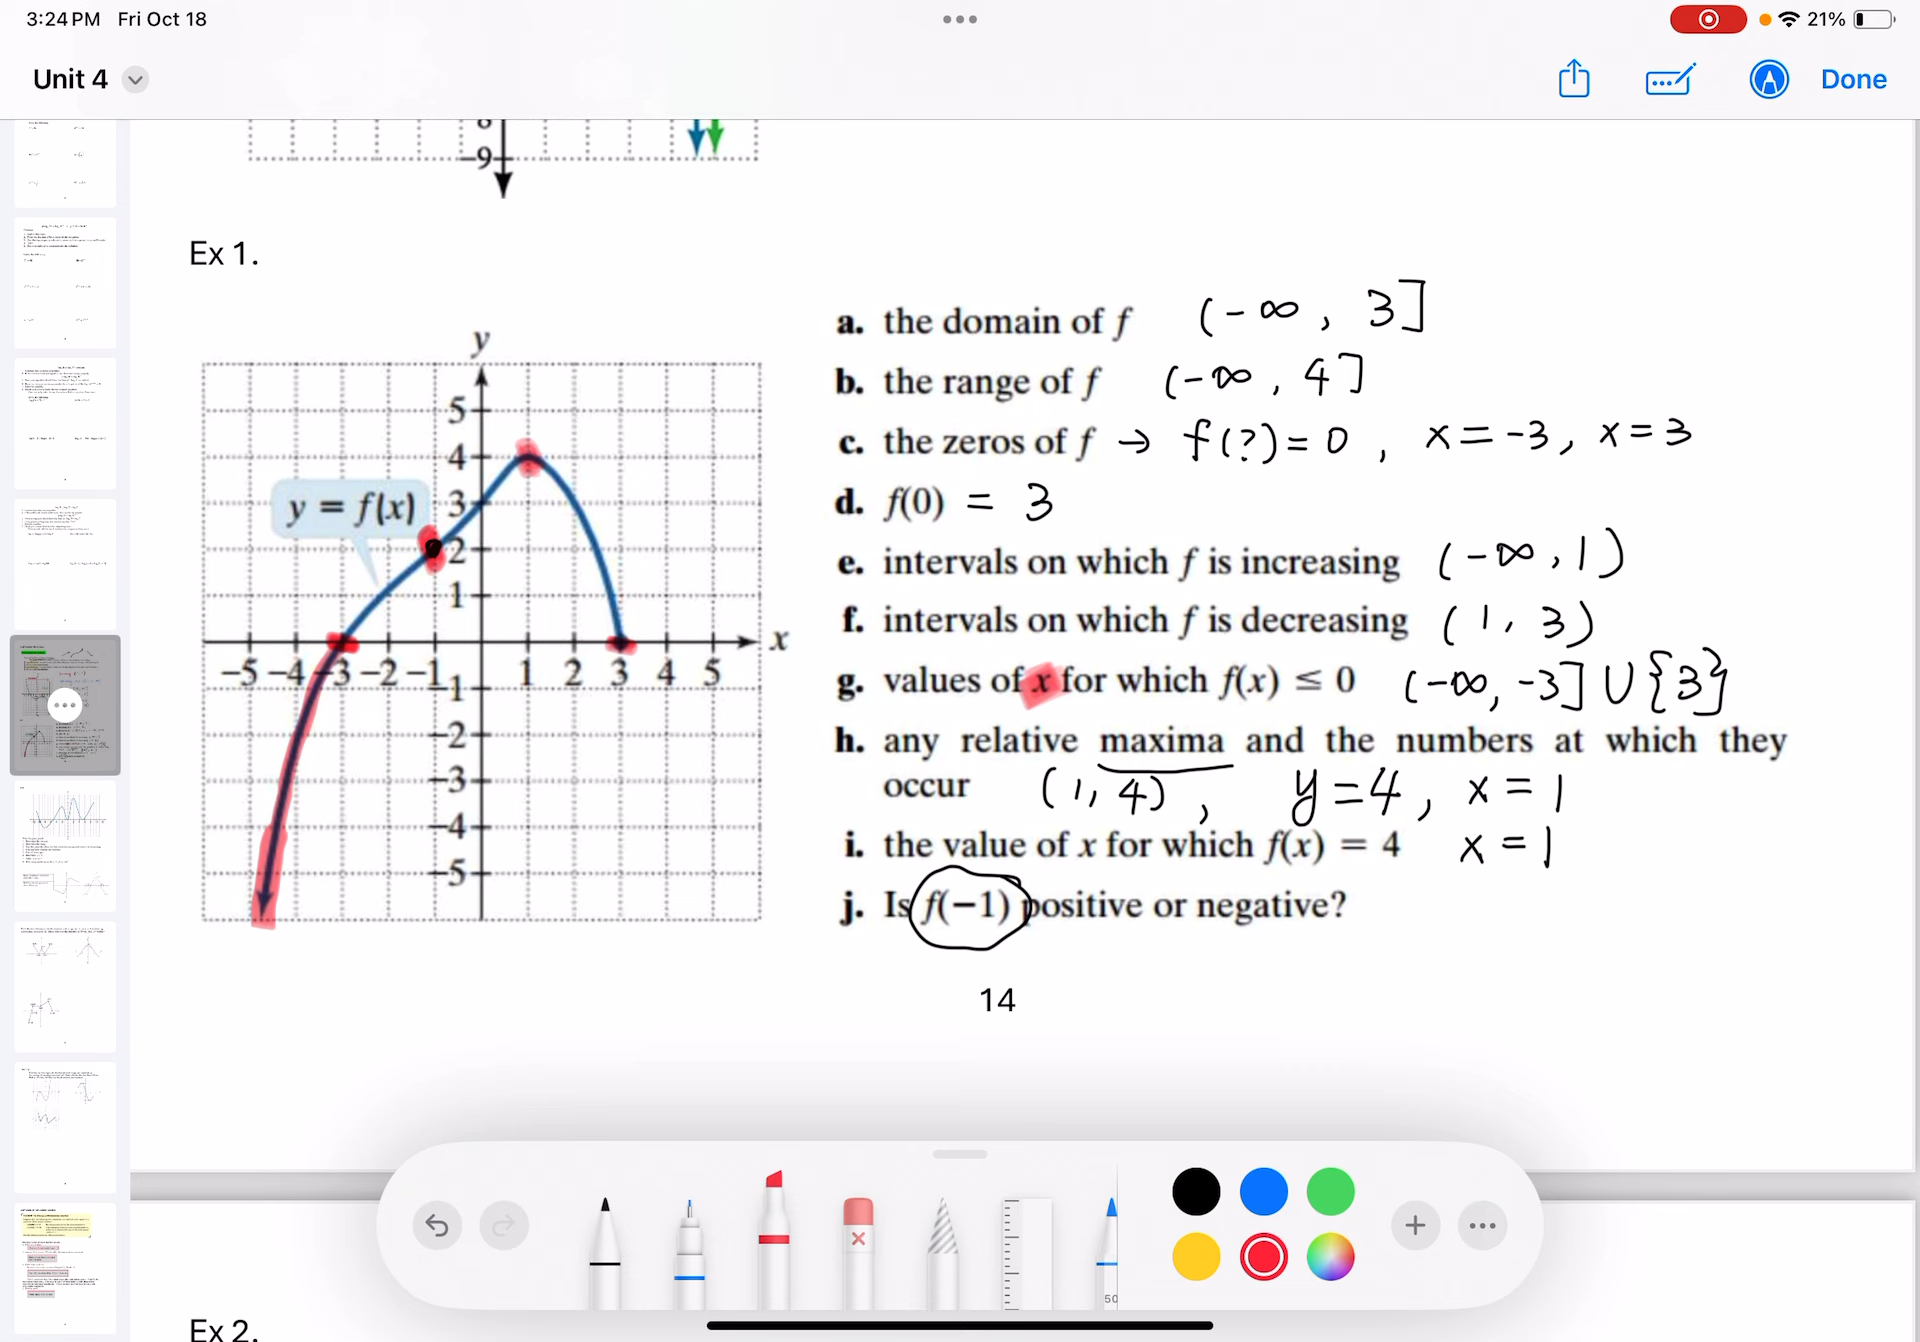 3:24 PM Fri Oct 18
21%
Unit 4
Done
-9
Ex 1.
y
5
4
y = f(x) 3
2
1
x
-5 -4 -3 -2 -1 1 2 3 4 5
-1
-2
-3
-4
-5
a. the domain of f (-∞, 3]
b. the range of f (-∞, 4]
c. the zeros of f → f(?) = 0, x = -3, x = 3
d. f(0) = 3
e. intervals on which f is increasing (-∞, 1)
f. intervals on which f is decreasing (1, 3)
g. values of x for which f(x) ≤ 0 (-∞, -3] ∪ {3}
h. any relative maxima and the numbers at which they
occur (1, 4), y = 4, x = 1
i. the value of x for which f(x) = 4 x = 1
j. Is f(-1) positive or negative?
14
50
Ex 2.